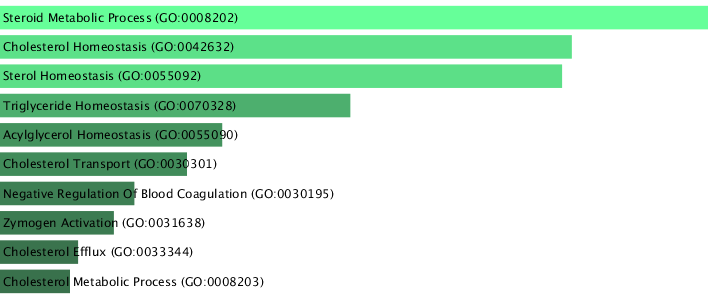 Steroid Metabolic Process (GO:0008202)
Cholesterol Homeostasis (GO:0042632)
Sterol Homeostasis (GO:0055092)
Triglyceride Homeostasis (GO:0070328)
Acylglycerol Homeostasis (GO:0055090)
Cholesterol Transport (GO:0030301)
Negative Regulation Of Blood Coagulation (GO:0030195)
Zymogen Activation (GO:0031638)
Cholesterol Efflux (GO:0033344)
Cholesterol Metabolic Process (GO:0008203)